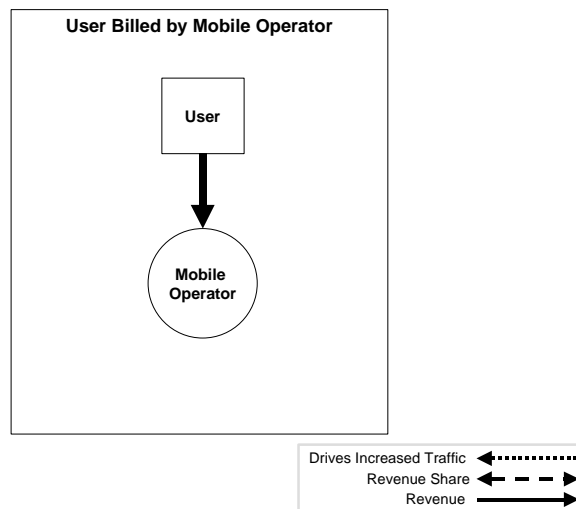 User Billed by Mobile Operator
User
Mobile
Operator
Drives Increased Traffic
Revenue Share
Revenue